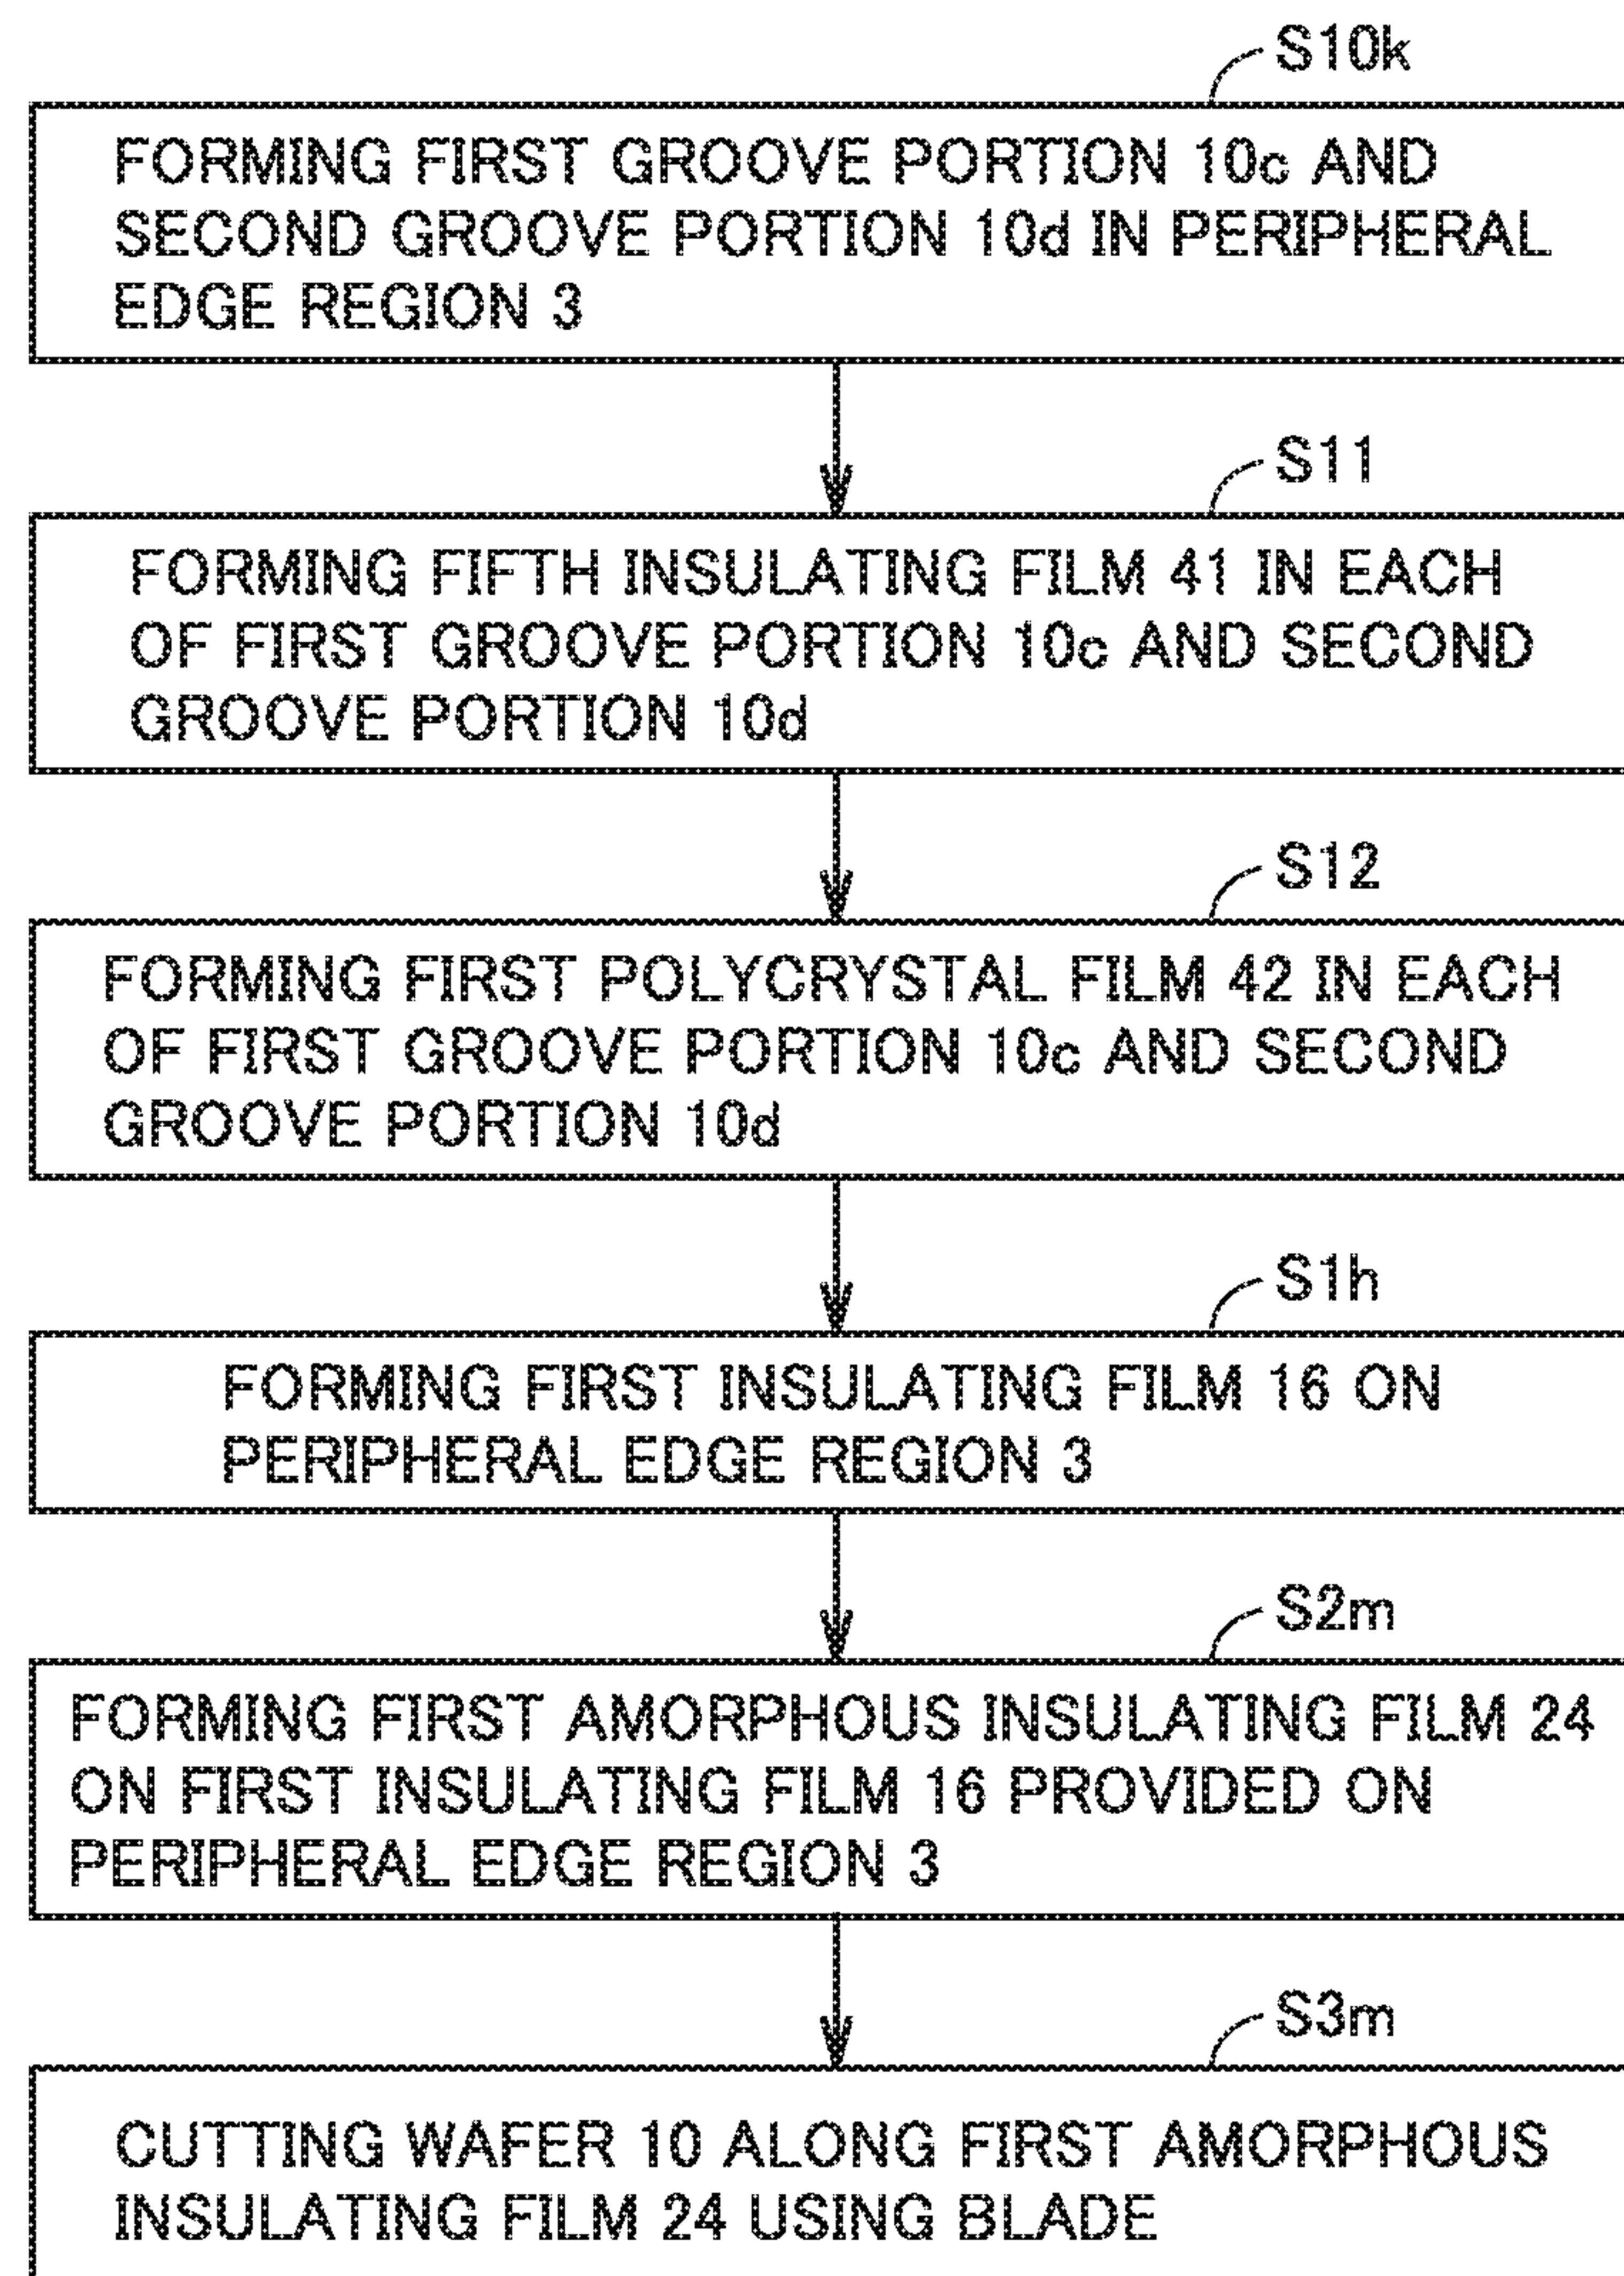 S10k
FORMING FIRST GROOVE PORTION 10c AND
SECOND GROOVE PORTION 10d IN PERIPHERAL
EDGE REGION 3
S11
FORMING FIFTH INSULATING FILM 41 IN EACH
OF FIRST GROOVE PORTION 10c AND SECOND
GROOVE PORTION 10d
S12
FORMING FIRST POLYCRYSTAL FILM 42 IN EACH
OF FIRST GROOVE PORTION 10c AND SECOND
GROOVE PORTION 10d
S1h
FORMING FIRST INSULATING FILM 16 ON
PERIPHERAL EDGE REGION 3
S2m
FORMING FIRST AMORPHOUS INSULATING FILM 24
ON FIRST INSULATING FILM 16 PROVIDED ON
PERIPHERAL EDGE REGION 3
S3m
CUTTING WAFER 10 ALONG FIRST AMORPHOUS
INSULATING FILM 24 USING BLADE